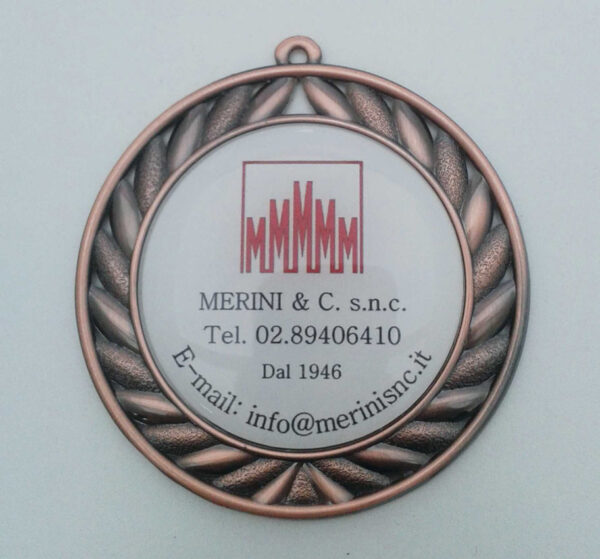 MMMMM
MERINI & C. s.n.c.
Tel. 02.89406410
Dal 1946
E-mail: info@merinisnc.it